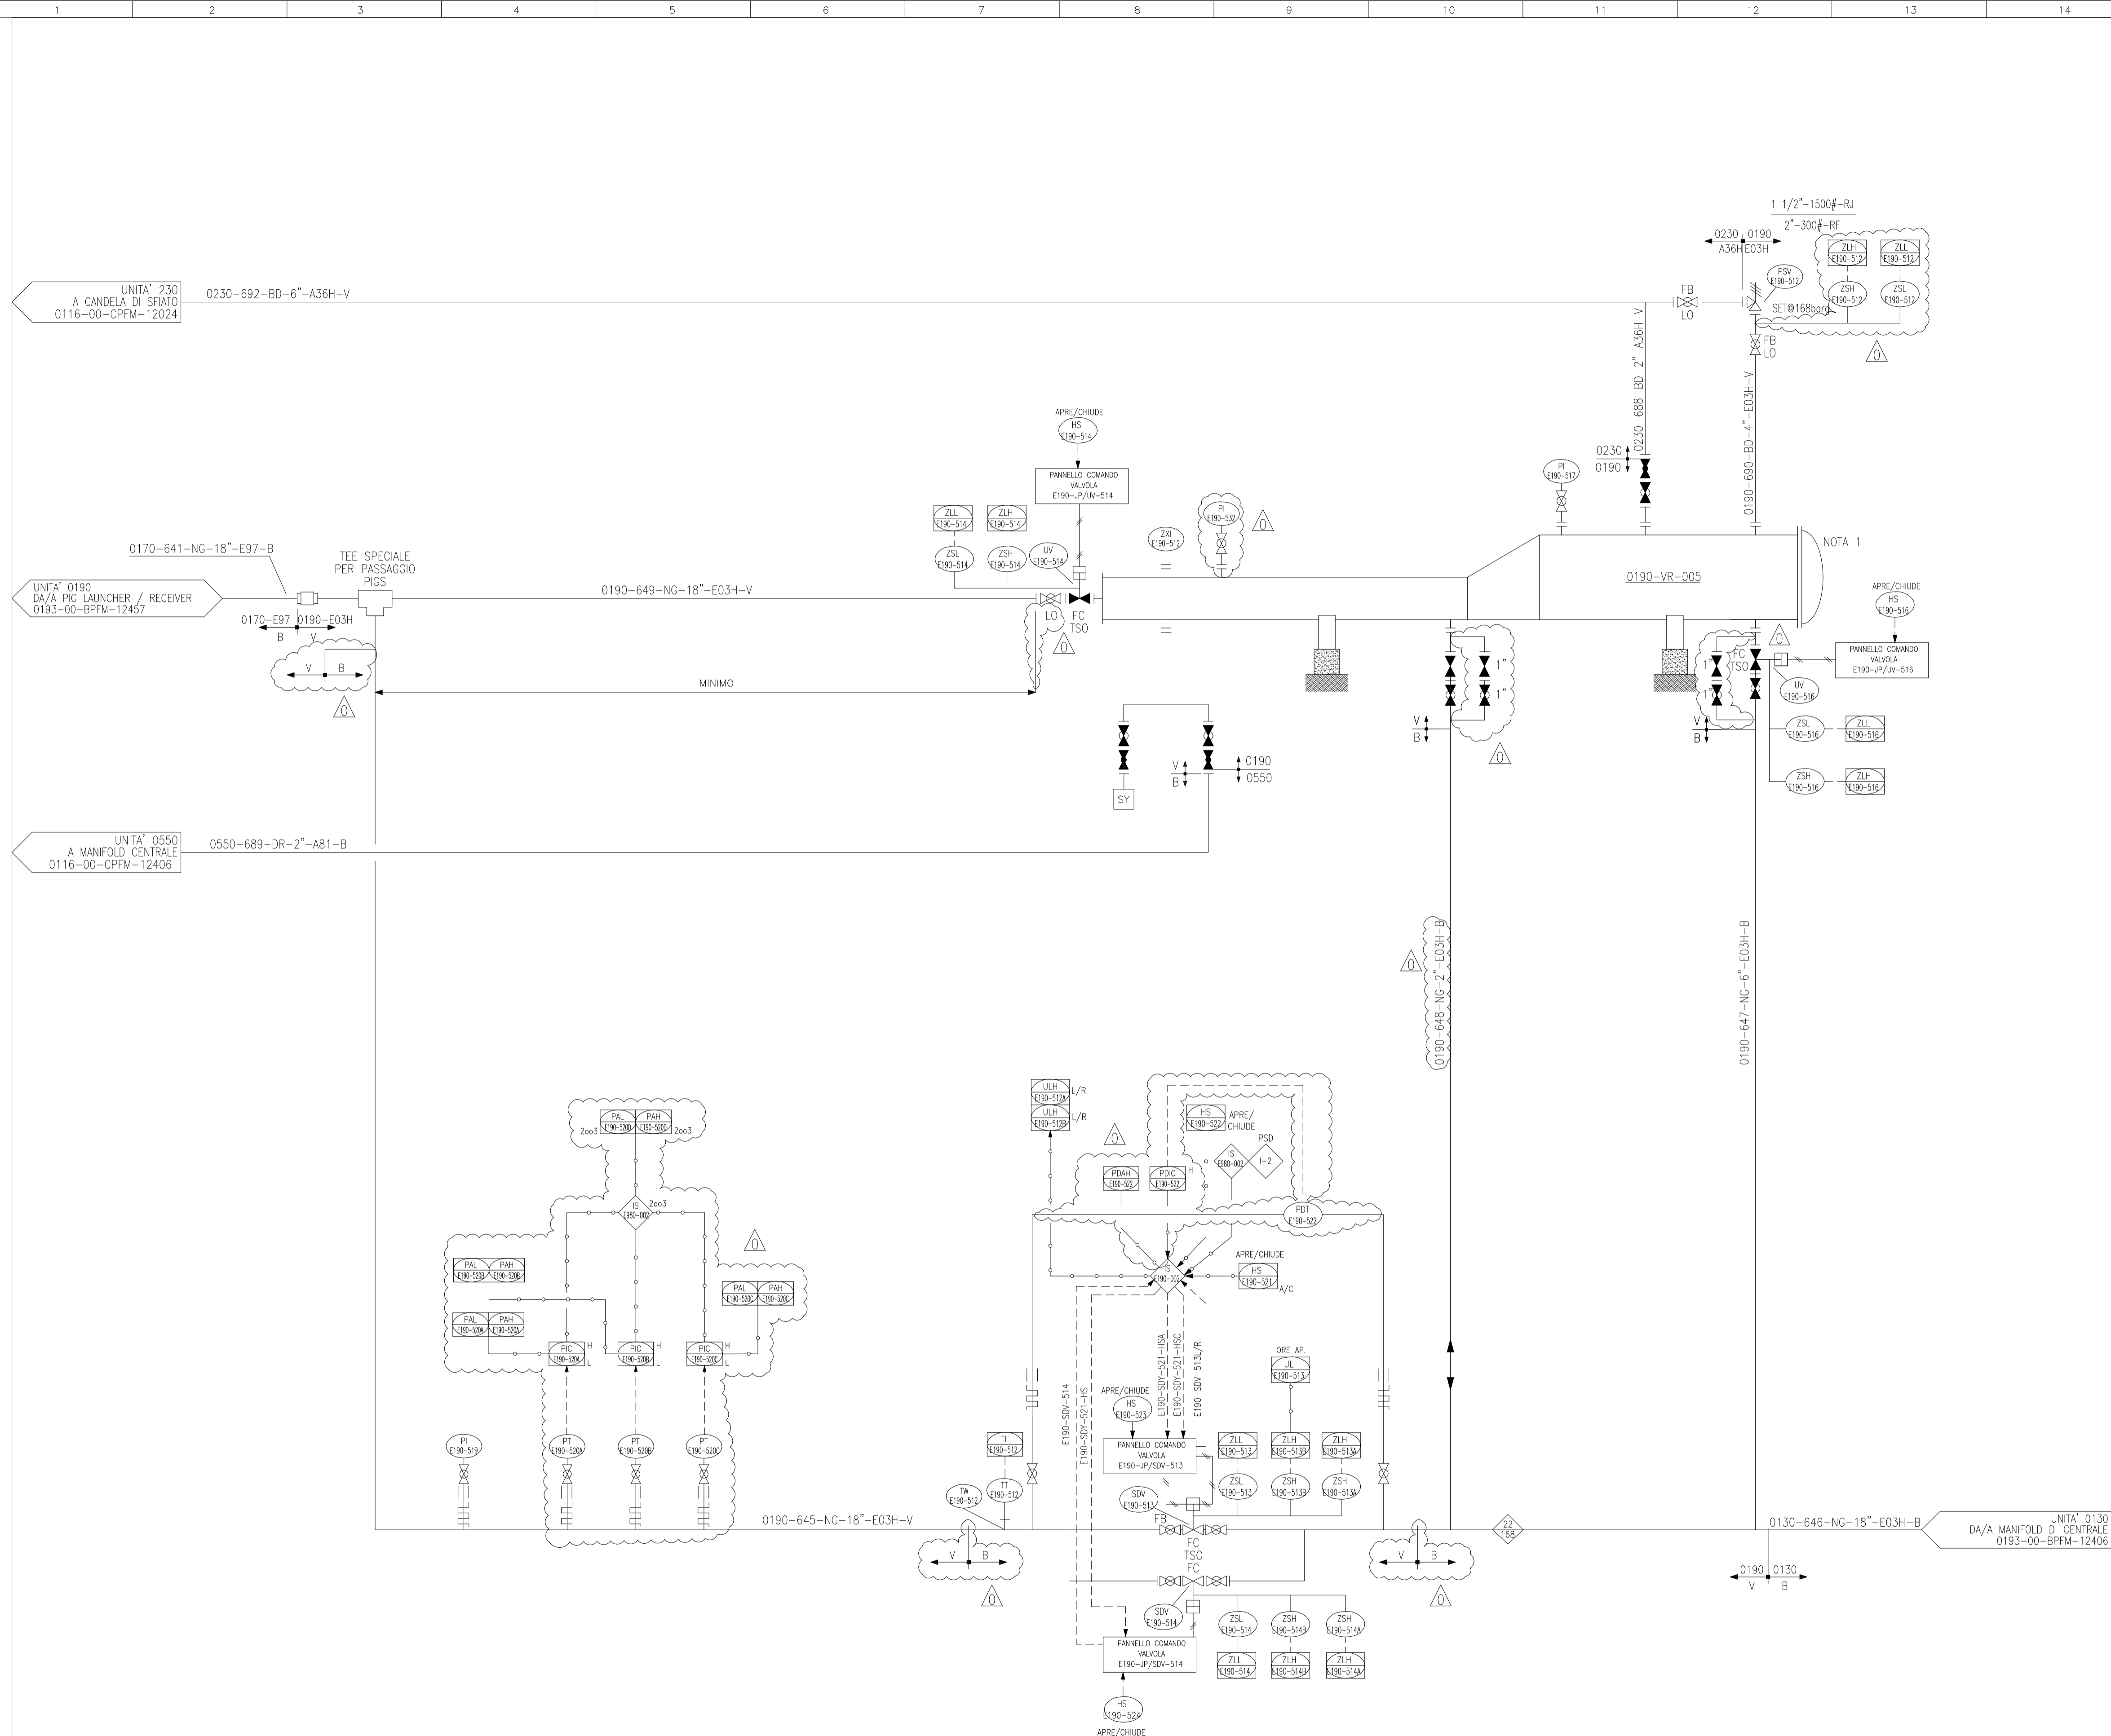 1 2 3 4 5 6 7 8 9 10 11 12 13 14
1 1/2"-1500#-RJ
2"-300#-RF
0230 0190
A36H E03H
ZLH
E190-512
ZLL
E190-512
PSV
E190-512
ZSH
E190-512
ZSL
E190-512
SET@168barg
UNITA' 230
A CANDELA DI SFIATO
0116-00-CPFM-12024
0230-692-BD-6"-A36H-V
FB
LO
FB
LO
0230-688-BD-2"-A36H-V
0190-690-BD-4"-E03H-V
0
APRE/CHIUDE
HS
E190-514
PANNELLO COMANDO
VALVOLA
E190-JP/UV-514
0230
0190
PI
E190-517
ZLL
E190-514
ZLH
E190-514
ZSL
E190-514
ZSH
E190-514
UV
E190-514
ZXI
E190-512
PI
E190-532
0
NOTA 1
0170-641-NG-18"-E97-B
TEE SPECIALE
PER PASSAGGIO
PIGS
UNITA' 0190
DA/A PIG LAUNCHER / RECEIVER
0193-00-BPFM-12457
0190-649-NG-18"-E03H-V
0190-VR-005
APRE/CHIUDE
HS
E190-516
LO
FC
TSO
0
0170-E97 0190-E03H
B V
V B
0
MINIMO
1"
1"
0
1"
1"
FC
TSO
0
PANNELLO COMANDO
VALVOLA
E190-JP/UV-516
UV
E190-516
V
B
V
B
ZSL
E190-516
ZLL
E190-516
ZSH
E190-516
ZLH
E190-516
V
B
0190
0550
SY
UNITA' 0550
A MANIFOLD CENTRALE
0116-00-CPFM-12406
0550-689-DR-2"-A81-B
0
0190-648-NG-2"-E03H-B
0190-647-NG-6"-E03H-B
ULH
E190-512A
L/R
ULH
E190-512B
L/R
2oo3
PAL
E190-520D
PAH
E190-520D
2oo3
0
HS
E190-522
APRE/
CHIUDE
PSD
IS
E980-002
I-2
PDAH
E190-522
PDIC
E190-522
H
IS
E980-002
2oo3
PDT
E190-522
0
PAL
E190-520B
PAH
E190-520B
PAL
E190-520C
PAH
E190-520C
PAL
E190-520A
PAH
E190-520A
PIC
E190-520A
H
L
PIC
E190-520B
H
L
PIC
E190-520C
H
L
IS
E190-002
APRE/CHIUDE
HS
E190-521
A/C
E190-SDV-514
E190-SDY-521-HS
E190-SDY-521-HSA
E190-SDY-521-HSC
E190-SDV-513L/R
ORE AP.
UL
E190-513
APRE/CHIUDE
HS
E190-523
PANNELLO COMANDO
VALVOLA
E190-JP/SDV-513
PI
E190-519
PT
E190-520A
PT
E190-520B
PT
E190-520C
TI
E190-512
TW
E190-512
TT
E190-512
ZLL
E190-513
ZLH
E190-513B
ZLH
E190-513A
ZSL
E190-513
ZSH
E190-513B
ZSH
E190-513A
SDV
E190-513
FB
0190-645-NG-18"-E03H-V
22
168
0130-646-NG-18"-E03H-B
UNITA' 0130
DA/A MANIFOLD DI CENTRALE
0193-00-BPFM-12406
V B
0
FC
TSO
FC
V B
0
0190 0130
V B
SDV
E190-514
ZSL
E190-514
ZSH
E190-514B
ZSH
E190-514A
PANNELLO COMANDO
VALVOLA
E190-JP/SDV-514
ZLL
E190-514
ZLH
E190-514B
ZLH
E190-514A
HS
E190-524
APRE/CHIUDE